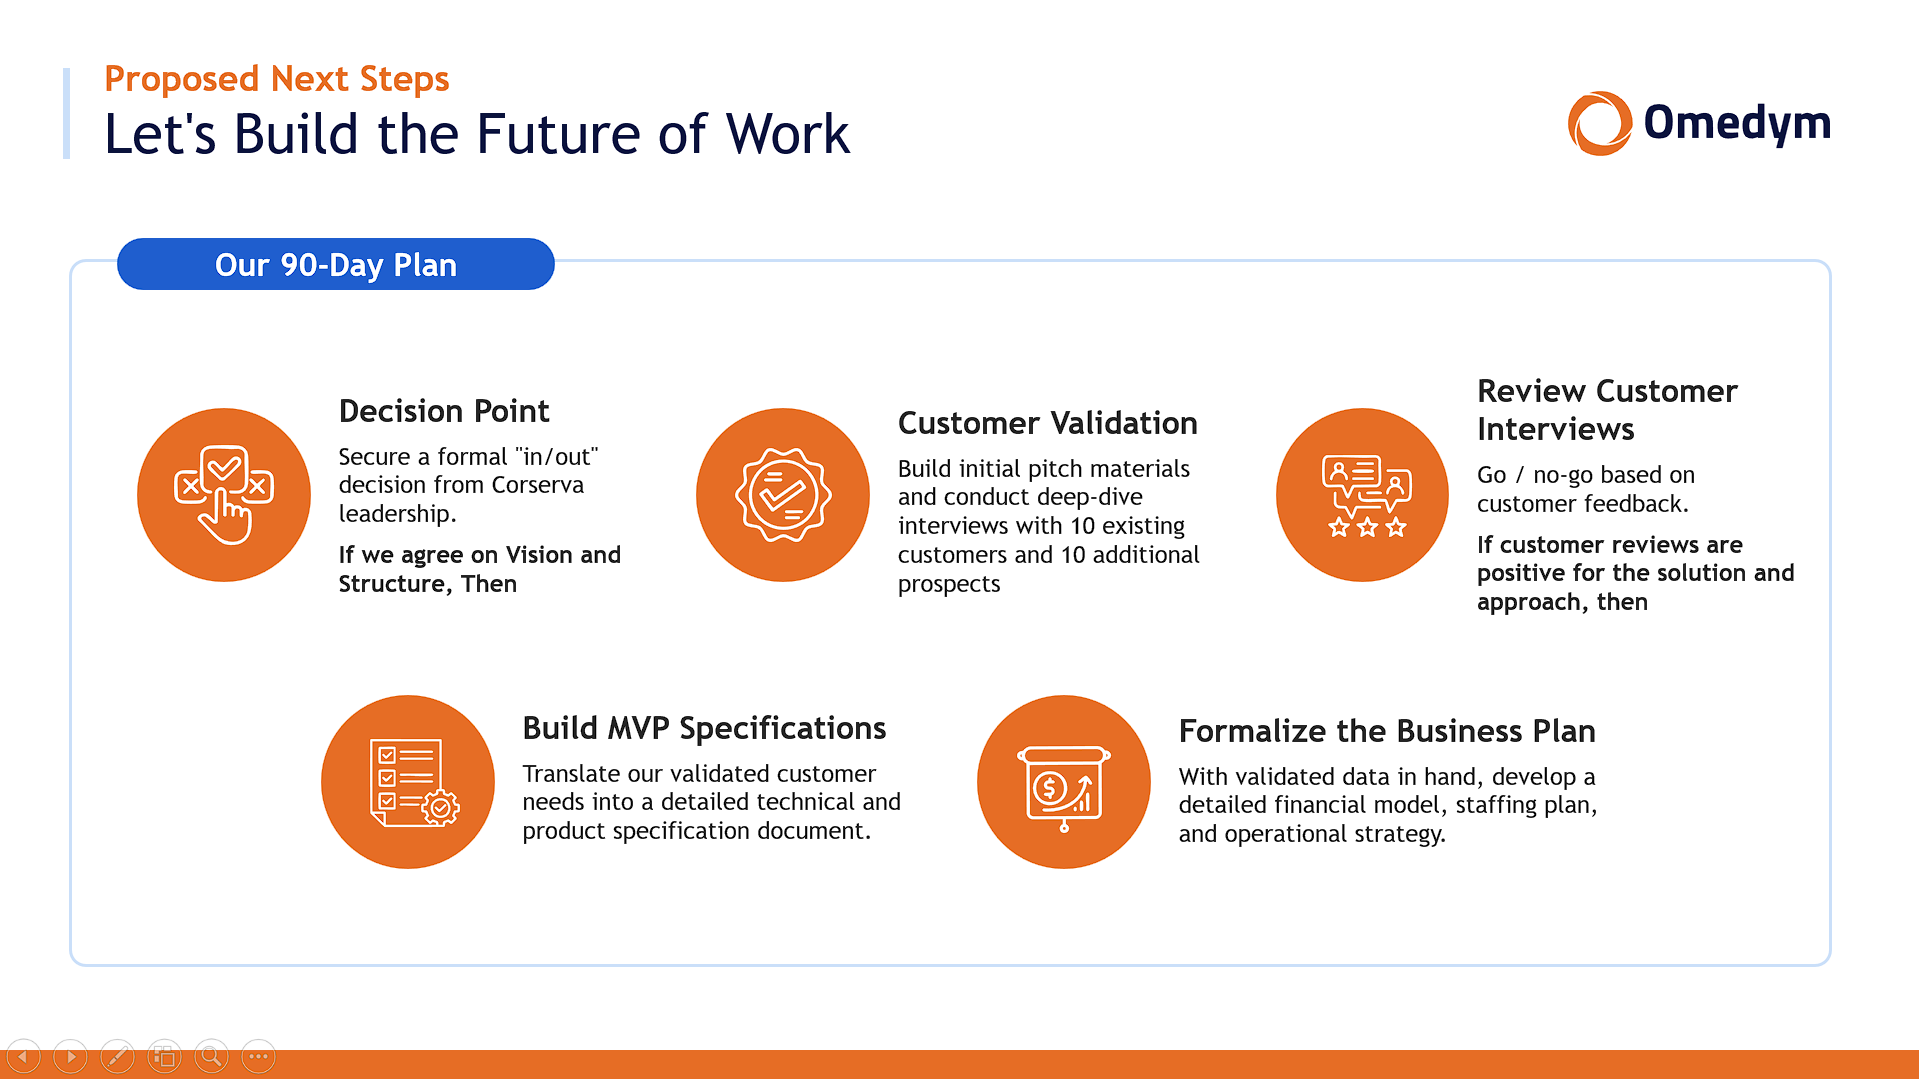 Proposed Next Steps
Let's Build the Future of Work
Omedym
Our 90-Day Plan
Decision Point
Secure a formal "in/out"
decision from Corserva
leadership.
If we agree on Vision and
Structure, Then
Customer Validation
Build initial pitch materials
and conduct deep-dive
interviews with 10 existing
customers and 10 additional
prospects
Review Customer
Interviews
Go / no-go based on
customer feedback.
If customer reviews are
positive for the solution and
approach, then
Build MVP Specifications
Translate our validated customer
needs into a detailed technical and
product specification document.
Formalize the Business Plan
With validated data in hand, develop a
detailed financial model, staffing plan,
and operational strategy.